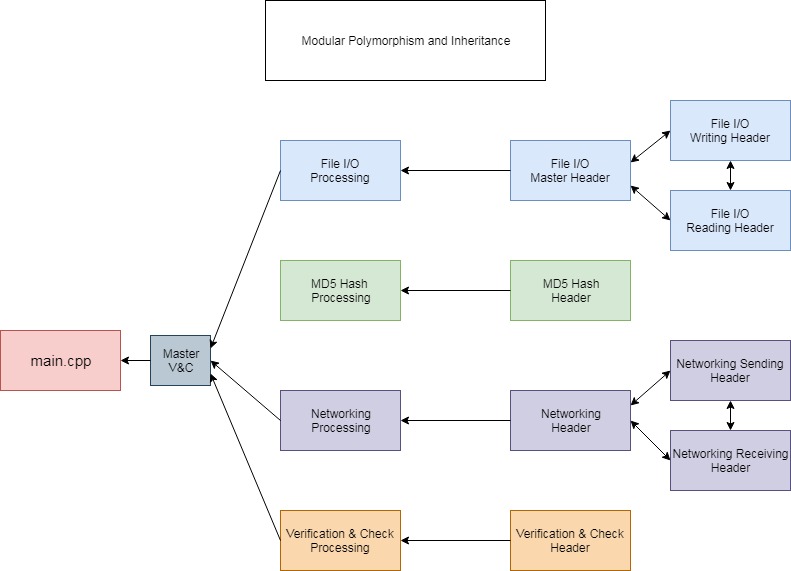 Modular Polymorphism and Inheritance
File I/O
Writing Header
File I/O
Processing
File I/O
Master Header
File I/O
Reading Header
MD5 Hash
Processing
MD5 Hash
Header
main.cpp
Master
V&C
Networking Sending
Header
Networking
Processing
Networking
Header
Networking Receiving
Header
Verification & Check
Processing
Verification & Check
Header